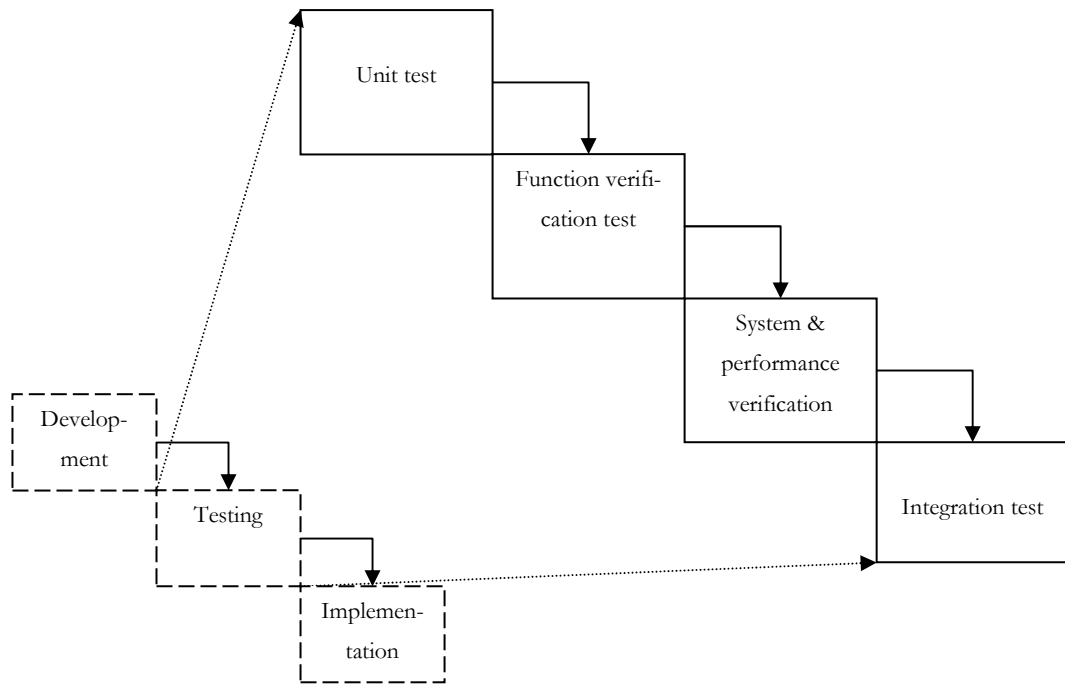 Unit test
Function verifi-
cation test
System &
performance
verification
Integration test
Develop-
ment
Testing
Implemen-
tation